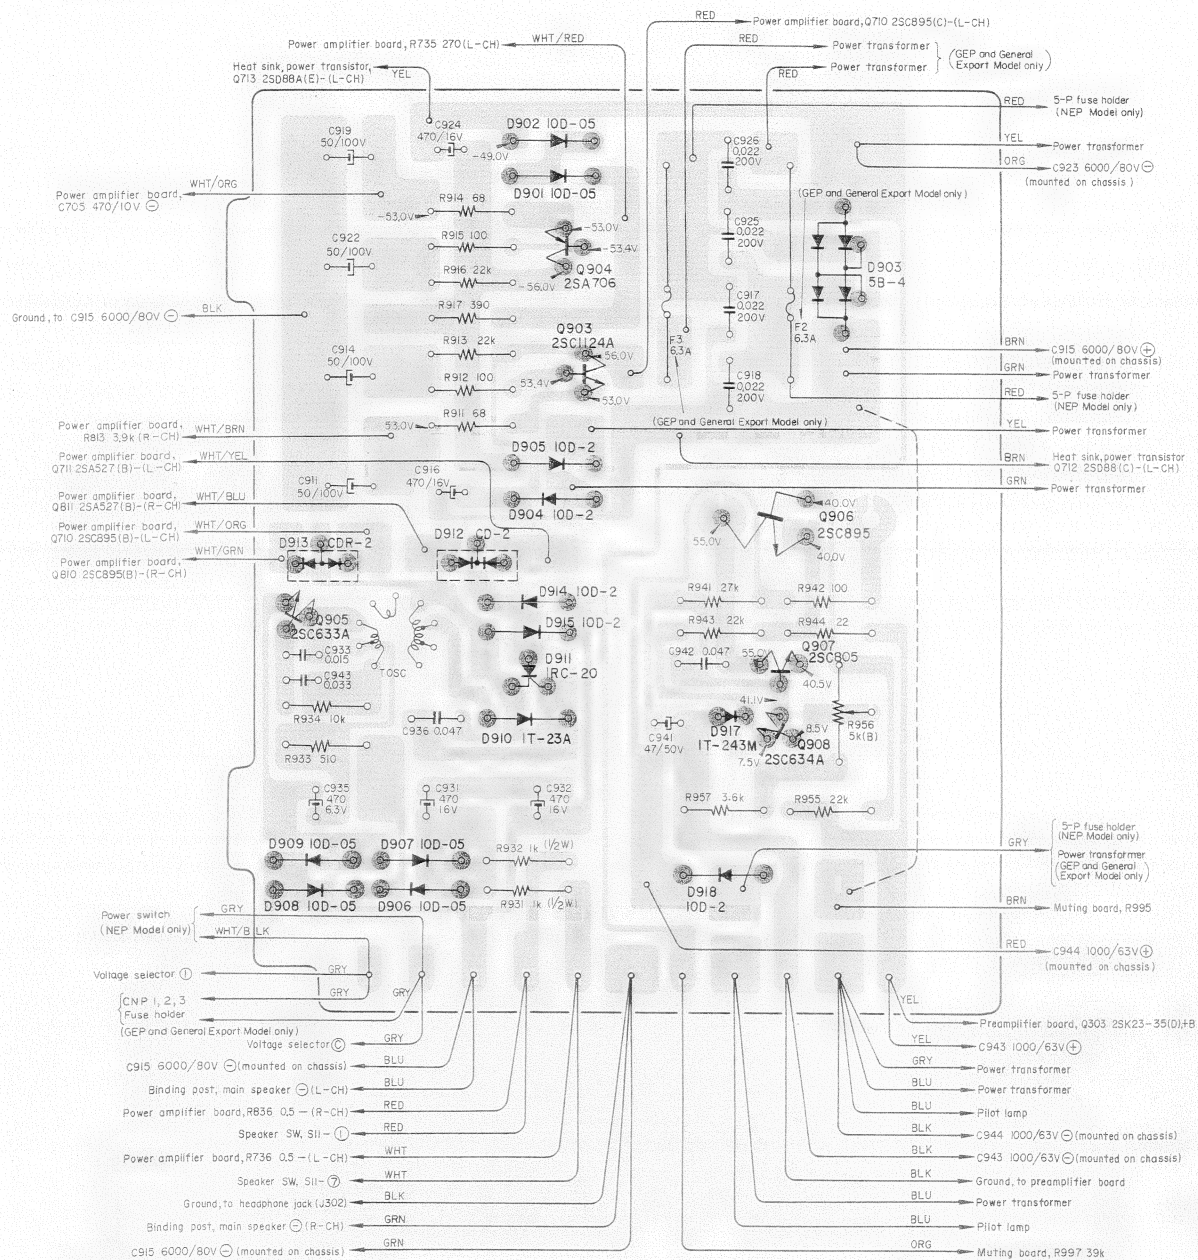 RED
Power amplifier board, Q710 2SC895(C)-(L-CH)
Power amplifier board, R735 270(L-CH)
WHT/RED
RED
Power transformer
RED
Power transformer
(GEP and General
Export Model only)
Heat sink, power transistor,
Q713 2SD88A(E)-(L-CH)
YEL
RED
5-P fuse holder
(NEP Model only)
YEL
Power transformer
ORG
C923 6000/80V ⊖
(mounted on chassis)
C919
50/100V
C924
470/16V
-49.0V
D902 10D-05
D901 10D-05
C926
0.022
200V
WHT/ORG
Power amplifier board,
C705 470/10V ⊖
(GEP and General Export Model only)
R914 68
-53.0V
R915 100
-53.0V
-53.4V
Q904
2SA706
-56.0V
R916 22k
C922
50/100V
C925
0.022
200V
D903
5B-4
R917 390
C917
0.022
200V
Ground, to C915 6000/80V ⊖
BLK
F3
6.3A
F2
6.3A
Q903
2SC1124A
56.0V
53.4V
53.0V
R913 22k
C914
50/100V
R912 100
C918
0.022
200V
BRN
C915 6000/80V ⊕
(mounted on chassis)
GRN
Power transformer
RED
5-P fuse holder
(NEP Model only)
R911 68
53.0V
(GEP and General Export Model only)
YEL
Power transformer
Power amplifier board,
R813 3.9k (R-CH)
WHT/BRN
Power amplifier board,
Q711 2SA527(B)-(L-CH)
WHT/YEL
D905 10D-2
BRN
Heat sink, power transistor
Q712 2SD88(C)-(L-CH)
C911
50/100V
C916
470/16V
D904 10D-2
GRN
Power transformer
Power amplifier board,
Q811 2SA527(B)-(R-CH)
WHT/BLU
Power amplifier board,
Q710 2SC895(B)-(L-CH)
WHT/ORG
Power amplifier board,
Q810 2SC895(B)-(R-CH)
WHT/GRN
D913 CDR-2
D912 CD-2
40.0V
Q906
2SC895
55.0V
40.0V
D914 10D-2
D915 10D-2
R941 27k
R942 100
R943 22k
R944 22
Q905
2SC633A
TOSC
C933
0.015
C943
0.033
D911
1RC-20
C942 0.047
55.0V
Q907
2SC805
40.5V
R934 10k
C936 0.047
D910 1T-23A
R933 510
C941
47/50V
41.1V
D917
1T-243M
7.5V
8.5V
Q908
2SC634A
R956
5k(B)
C935
470
6.3V
C931
470
16V
C932
470
16V
R957 3.6k
R955 22k
D909 10D-05
D907 10D-05
R932 1k (1/2W)
D908 10D-05
D906 10D-05
R931 1k (1/2W)
D918
10D-2
GRY
5-P fuse holder
(NEP Model only)
Power transformer
(GEP and General
Export Model only)
BRN
Muting board, R995
RED
C944 1000/63V ⊕
(mounted on chassis)
Power switch
(NEP Model only)
GRY
WHT/BLK
Voltage selector ①
GRY
CNP 1, 2, 3
Fuse holder
(GEP and General Export Model only)
GRY
GRY
Voltage selector Ⓒ
GRY
C915 6000/80V ⊖ (mounted on chassis)
BLU
Binding post, main speaker ⊖ (L-CH)
BLU
Power amplifier board, R836 0.5-(R-CH)
RED
Speaker SW, S11-①
RED
Power amplifier board, R736 0.5-(L-CH)
WHT
Speaker SW, S11-⑦
WHT
Ground, to headphone jack (J302)
BLK
Binding post, main speaker ⊖ (R-CH)
GRN
C915 6000/80V ⊖ (mounted on chassis)
GRN
YEL
Preamplifier board, Q303 2SK23-35(D),+B
YEL
C943 1000/63V ⊕
GRY
Power transformer
BLU
Power transformer
BLU
Pilot lamp
BLK
C944 1000/63V ⊖ (mounted on chassis)
BLK
C943 1000/63V ⊖ (mounted on chassis)
BLK
Ground, to preamplifier board
BLU
Power transformer
BLU
Pilot lamp
ORG
Muting board, R997 39k